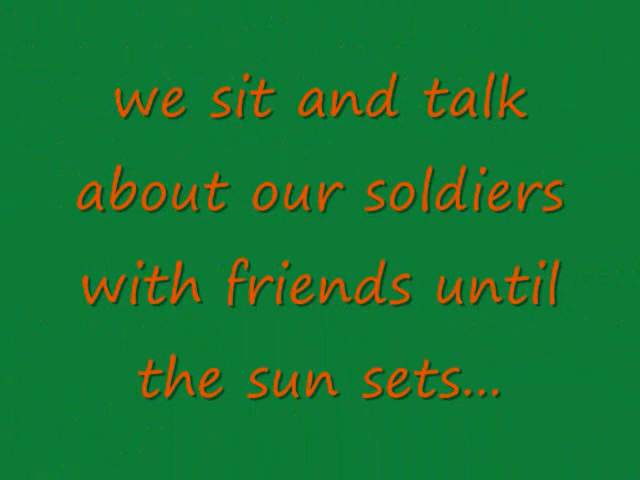 we sit and talk
about our soldiers
with friends until
the sun sets...